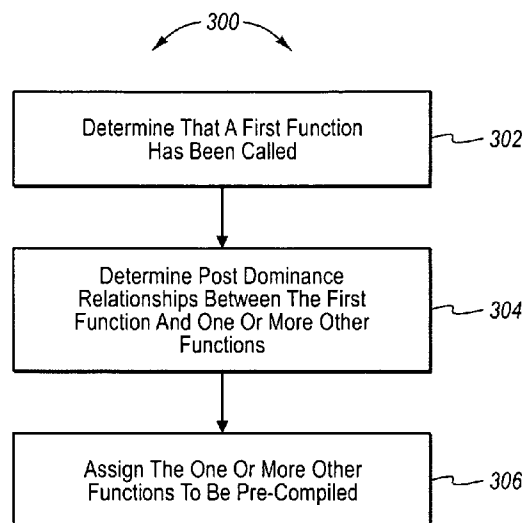 300
Determine That A First Function
Has Been Called
302
Determine Post Dominance
Relationships Between The First
Function And One Or More Other
Functions
304
Assign The One Or More Other
Functions To Be Pre-Compiled
306